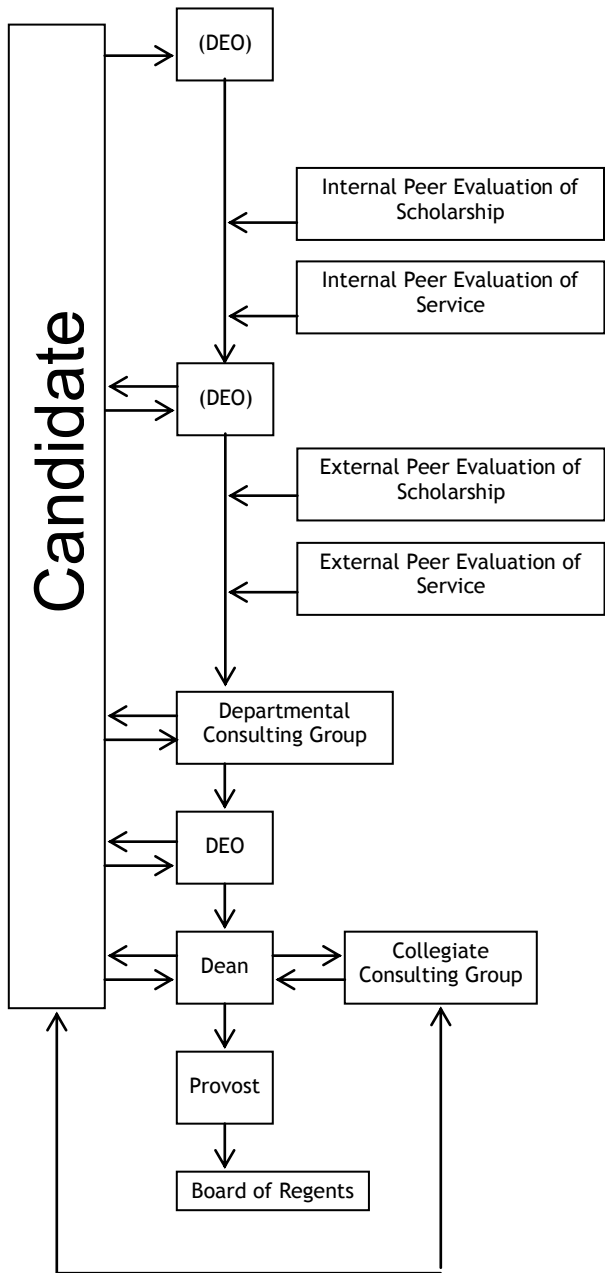 (DEO)
Internal Peer Evaluation of
Scholarship
Internal Peer Evaluation of
Service
Candidate
(DEO)
External Peer Evaluation of
Scholarship
External Peer Evaluation of
Service
Departmental
Consulting Group
DEO
Dean
Collegiate
Consulting Group
Provost
Board of Regents